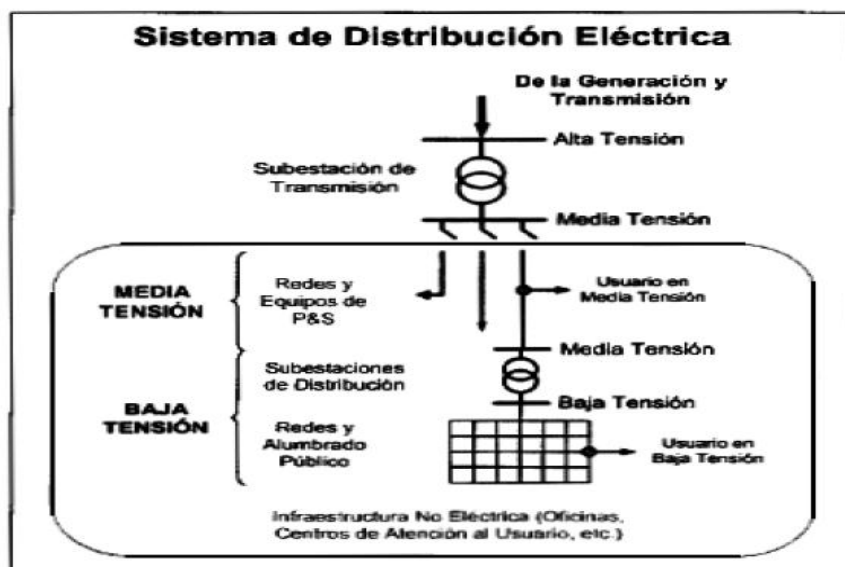 Sistema de Distribución Eléctrica
De la Generación y
Transmisión
Alta Tensión
Subestación de
Transmisión
Media Tensión
MEDIA
TENSIÓN
Redes y
Equipos de
P&S
Usuario en
Media Tensión
Media Tensión
Subestaciones
de Distribución
BAJA
TENSIÓN
Baja Tensión
Redes y
Alumbrado
Público
Usuario en
Baja Tensión
Infraestructura No Eléctrica (Oficinas,
Centros de Atención al Usuario, etc.)